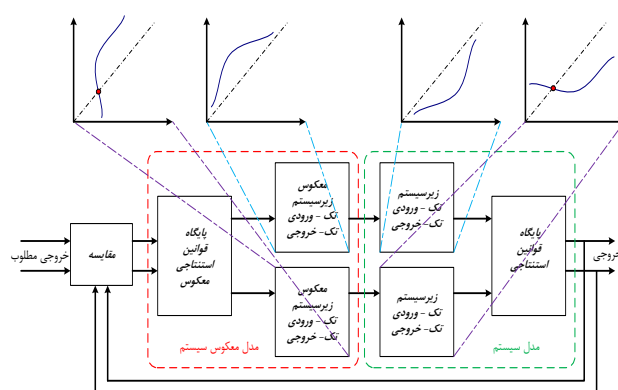 معکوس
زیرسیستم
تک - ورودی
تک- خروجی
زیرسیستم
تک - ورودی
تک- خروجی
پایگاه
قوانین
استنتاجی
معکوس
پایگاه
قوانین
استنتاجی
مقایسه
خروجی مطلوب
خروجی
معکوس
زیرسیستم
تک - ورودی
تک- خروجی
زیرسیستم
تک - ورودی
تک- خروجی
مدل معکوس سیستم
مدل سیستم